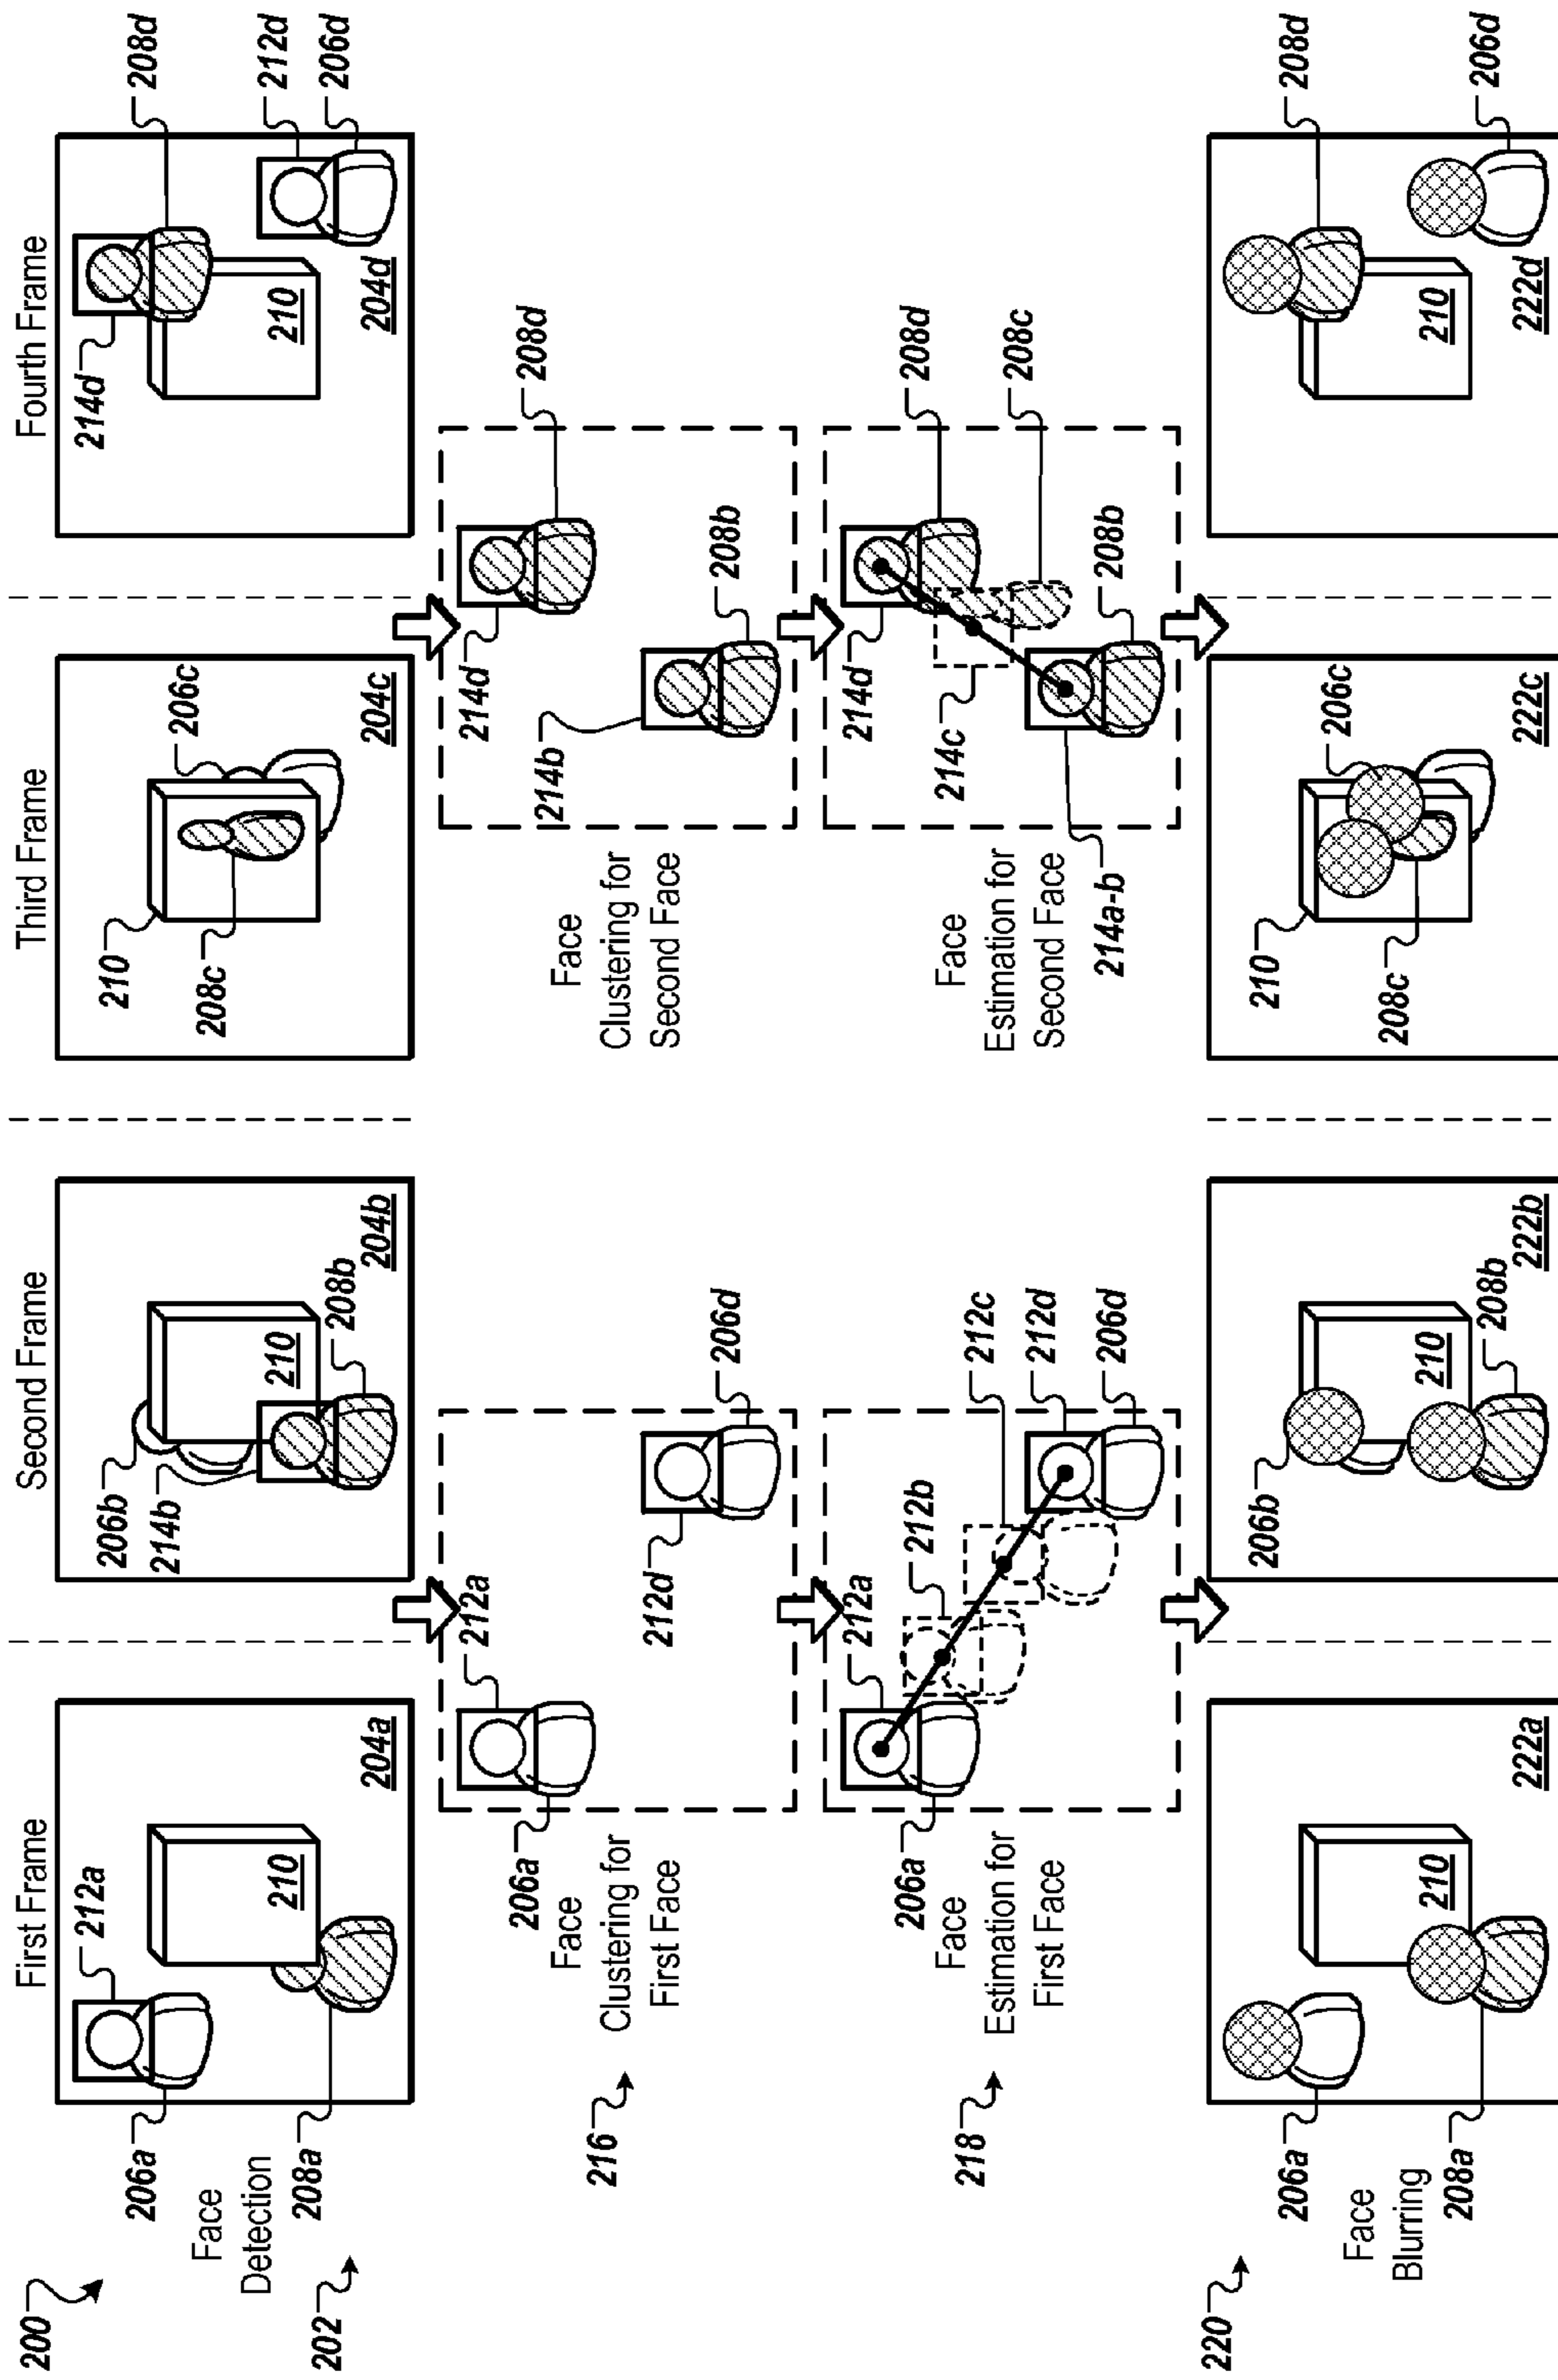 200
First Frame
Second Frame
Third Frame
Fourth Frame
Face
Detection
202
206a
208a
212a
210
204a
206b
214b
210
208b
204b
210
208c
206c
204c
214d
210
204d
208d
212d
206d
216
Face
Clustering for
First Face
206a
212a
212d
206d
Face
Clustering for
Second Face
214b
214d
208d
208b
218
Face
Estimation for
First Face
206a
212a
212b
212c
212d
206d
Face
Estimation for
Second Face
214a-b
214c
214d
208d
208c
208b
220
Face
Blurring
206a
208a
210
222a
206b
210
208b
222b
210
208c
206c
222c
210
222d
208d
206d